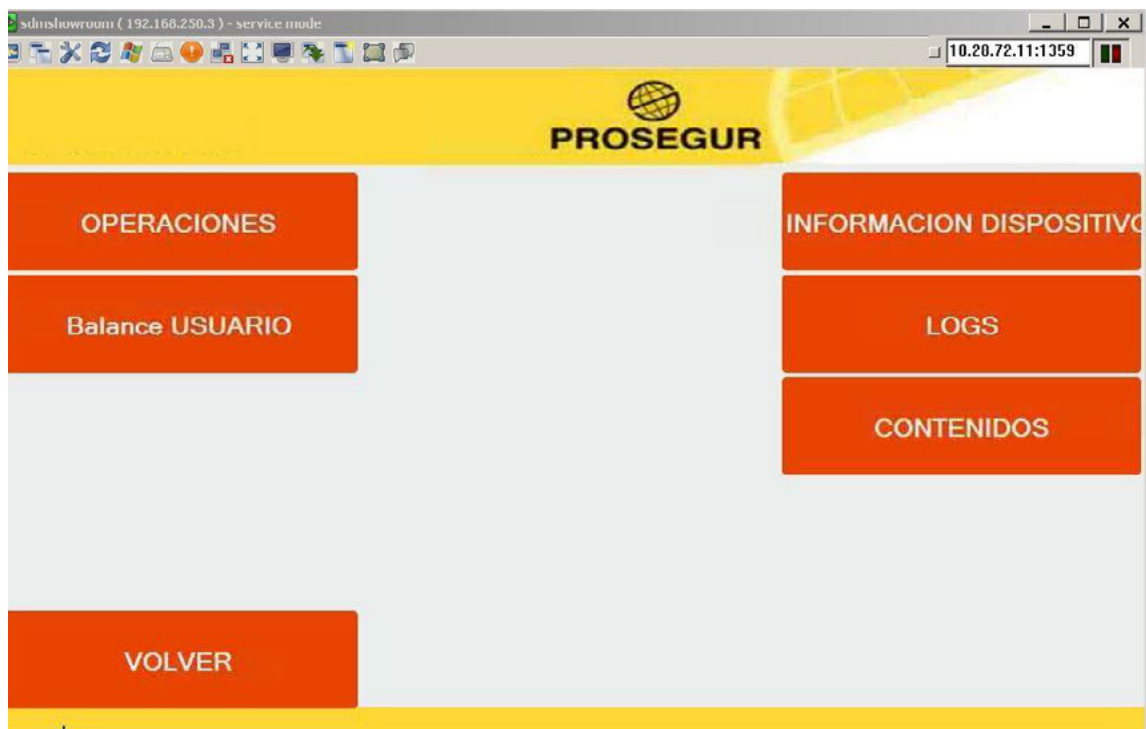 sdmshowroom ( 192.168.250.3 ) - service mode
10.20.72.11:1359
PROSEGUR
OPERACIONES
INFORMACION DISPOSITIVO
Balance USUARIO
LOGS
CONTENIDOS
VOLVER